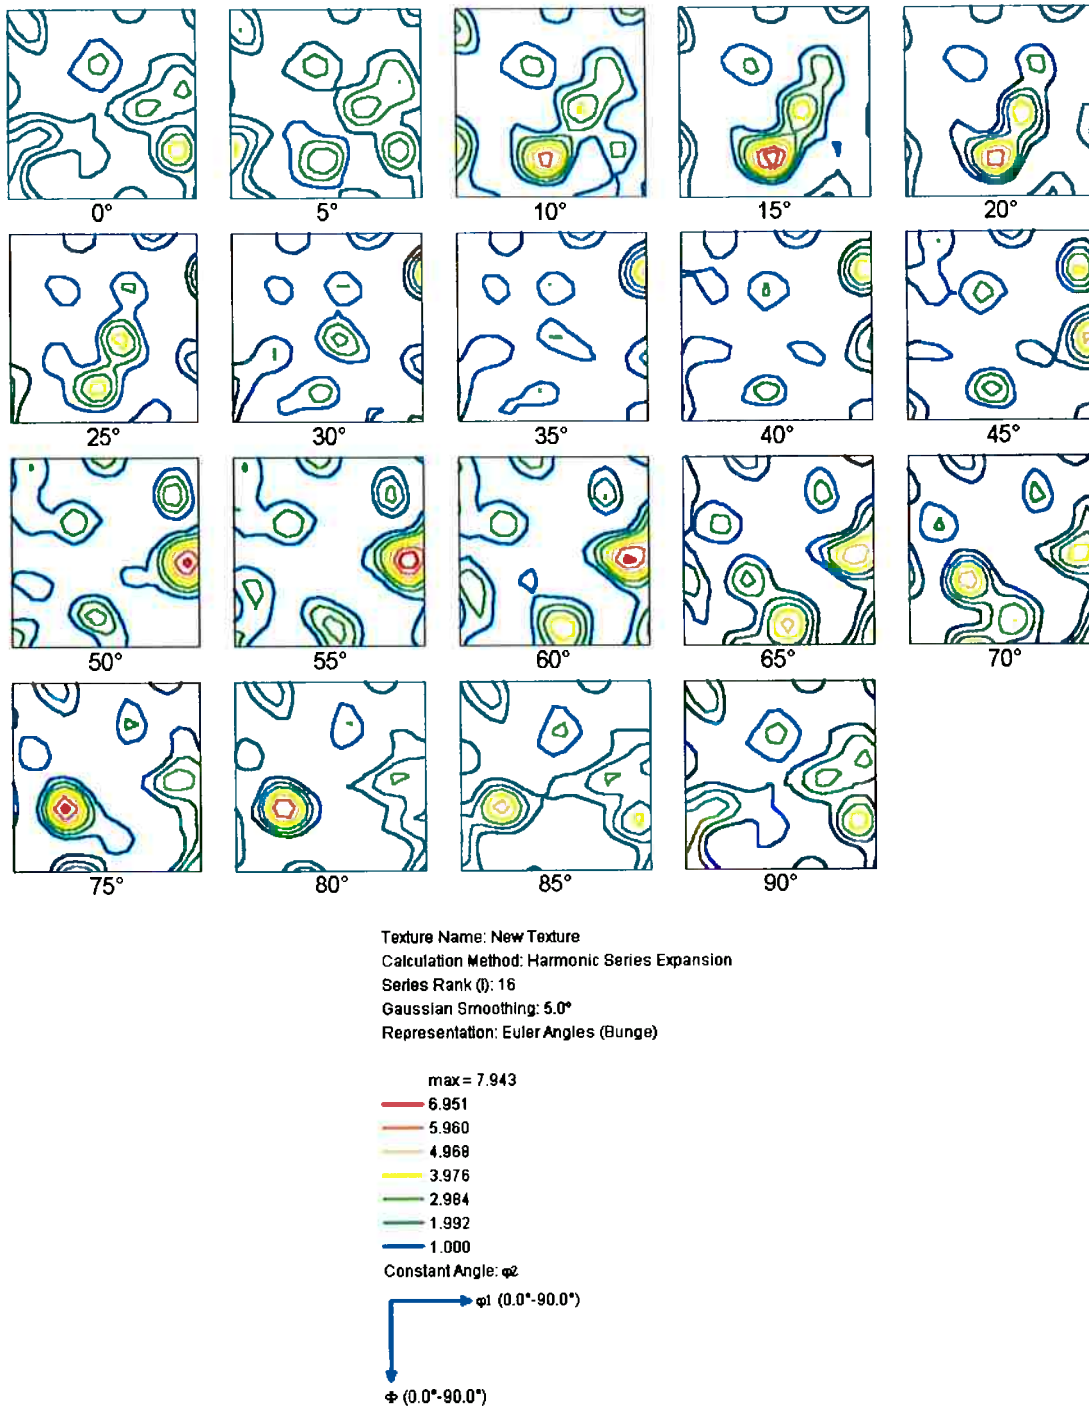 0° 5° 10° 15° 20°
25° 30° 35° 40° 45°
50° 55° 60° 65° 70°
75° 80° 85° 90°
Texture Name: New Texture
Calculation Method: Harmonic Series Expansion
Series Rank (l): 16
Gaussian Smoothing: 5.0°
Representation: Euler Angles (Bunge)
max = 7.943
6.951
5.960
4.968
3.976
2.984
1.992
1.000
Constant Angle: φ2
φ1 (0.0°-90.0°)
Φ (0.0°-90.0°)